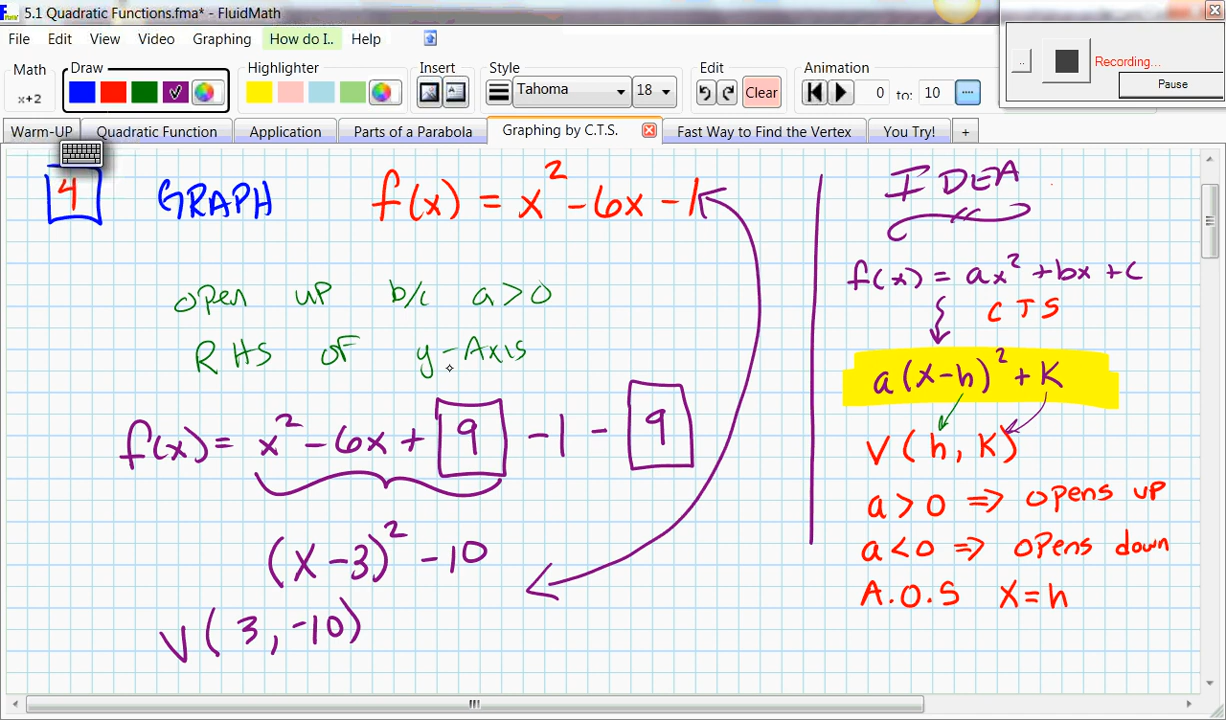 5.1 Quadratic Functions.fma* - FluidMath
File Edit View Video Graphing How do I.. Help
Recording...
Pause
Math
x+2
Draw
Highlighter
Insert
Style
Tahoma 18
Edit
Clear
Animation
0 to: 10
Warm-UP Quadratic Function Application Parts of a Parabola Graphing by C.T.S. Fast Way to Find the Vertex You Try! +
4 GRAPH f(x) = x² - 6x - 1
open up b/c a > 0
RHS of y-Axis
f(x) = x² - 6x + 9 - 1 - 9
(x - 3)² - 10
V(3, -10)
IDEA
f(x) = ax² + bx + c
C T S
a(x-h)² + K
V(h, K)
a > 0 => opens up
a < 0 => opens down
A.O.S X = h